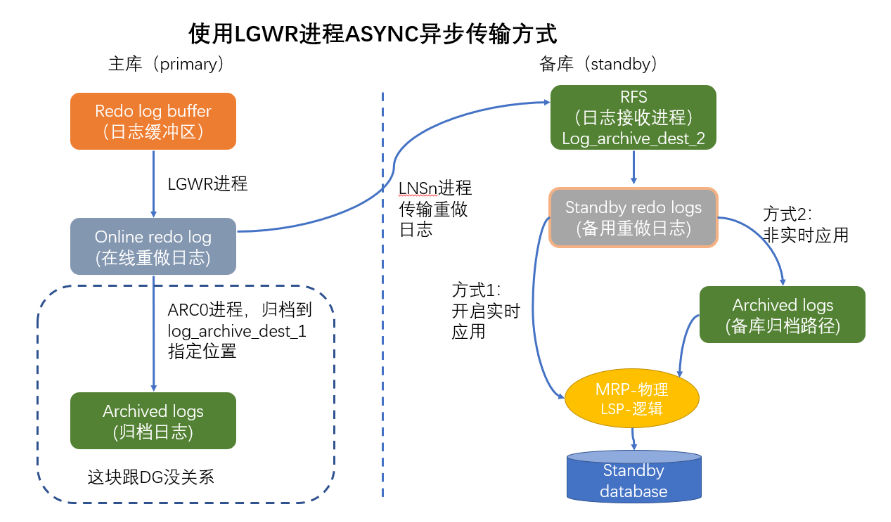 使用LGWR进程ASYNC异步传输方式
主库（primary）
备库（standby）
Redo log buffer
（日志缓冲区）
LGWR进程
Online redo log
(在线重做日志)
ARC0进程，归档到
log_archive_dest_1
指定位置
Archived logs
(归档日志)
这块跟DG没关系
LNSn进程
传输重做
日志
RFS
（日志接收进程）
Log_archive_dest_2
Standby redo logs
(备用重做日志)
方式1：
开启实时
应用
方式2：
非实时应用
Archived logs
(备库归档路径)
MRP-物理
LSP-逻辑
Standby
database